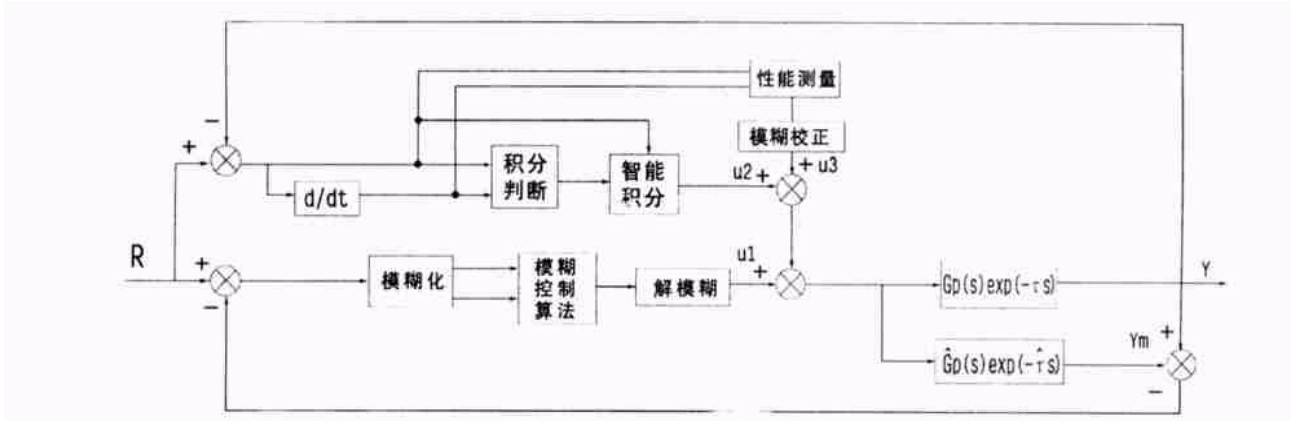 性能测量
模糊校正
−
+
+ u3
u2 +
积分
判断
智能
积分
d/dt
R
+
−
模糊化
模糊
控制
算法
解模糊
u1
+
Gp(s)exp(-τs)
Y
Ĝp(s)exp(-τ̂s)
Ym
+
−